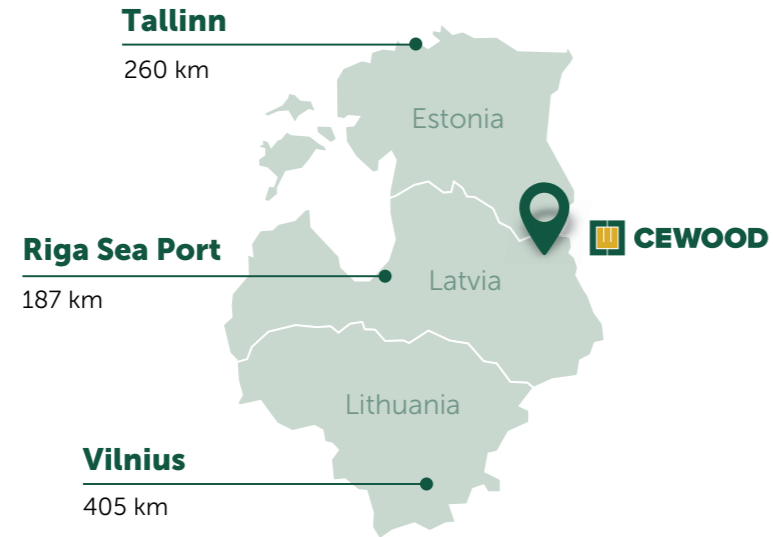 Tallinn
260 km
Estonia
CEWOOD
Riga Sea Port
187 km
Latvia
Lithuania
Vilnius
405 km